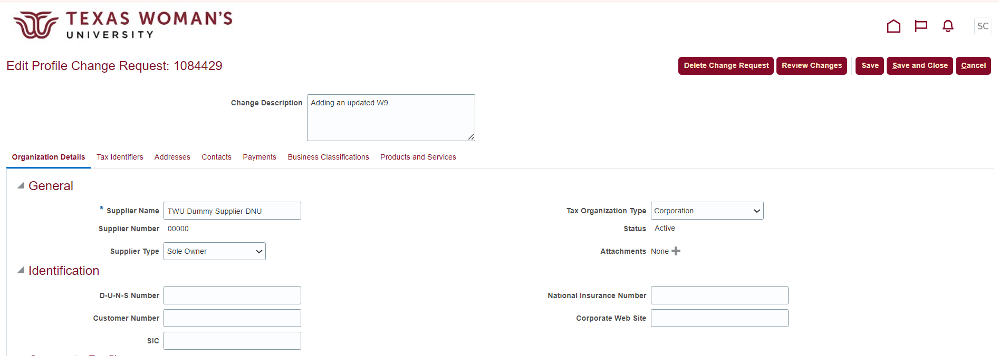 TEXAS WOMAN'S
UNIVERSITY
SC
Edit Profile Change Request: 1084429
Delete Change Request
Review Changes
Save
Save and Close
Cancel
Change Description
Adding an updated W9
Organization Details
Tax Identifiers
Addresses
Contacts
Payments
Business Classifications
Products and Services
General
* Supplier Name
TWU Dummy Supplier-DNU
Tax Organization Type
Corporation
Supplier Number
00000
Status
Active
Supplier Type
Sole Owner
Attachments
None
Identification
D-U-N-S Number
National Insurance Number
Customer Number
Corporate Web Site
SIC